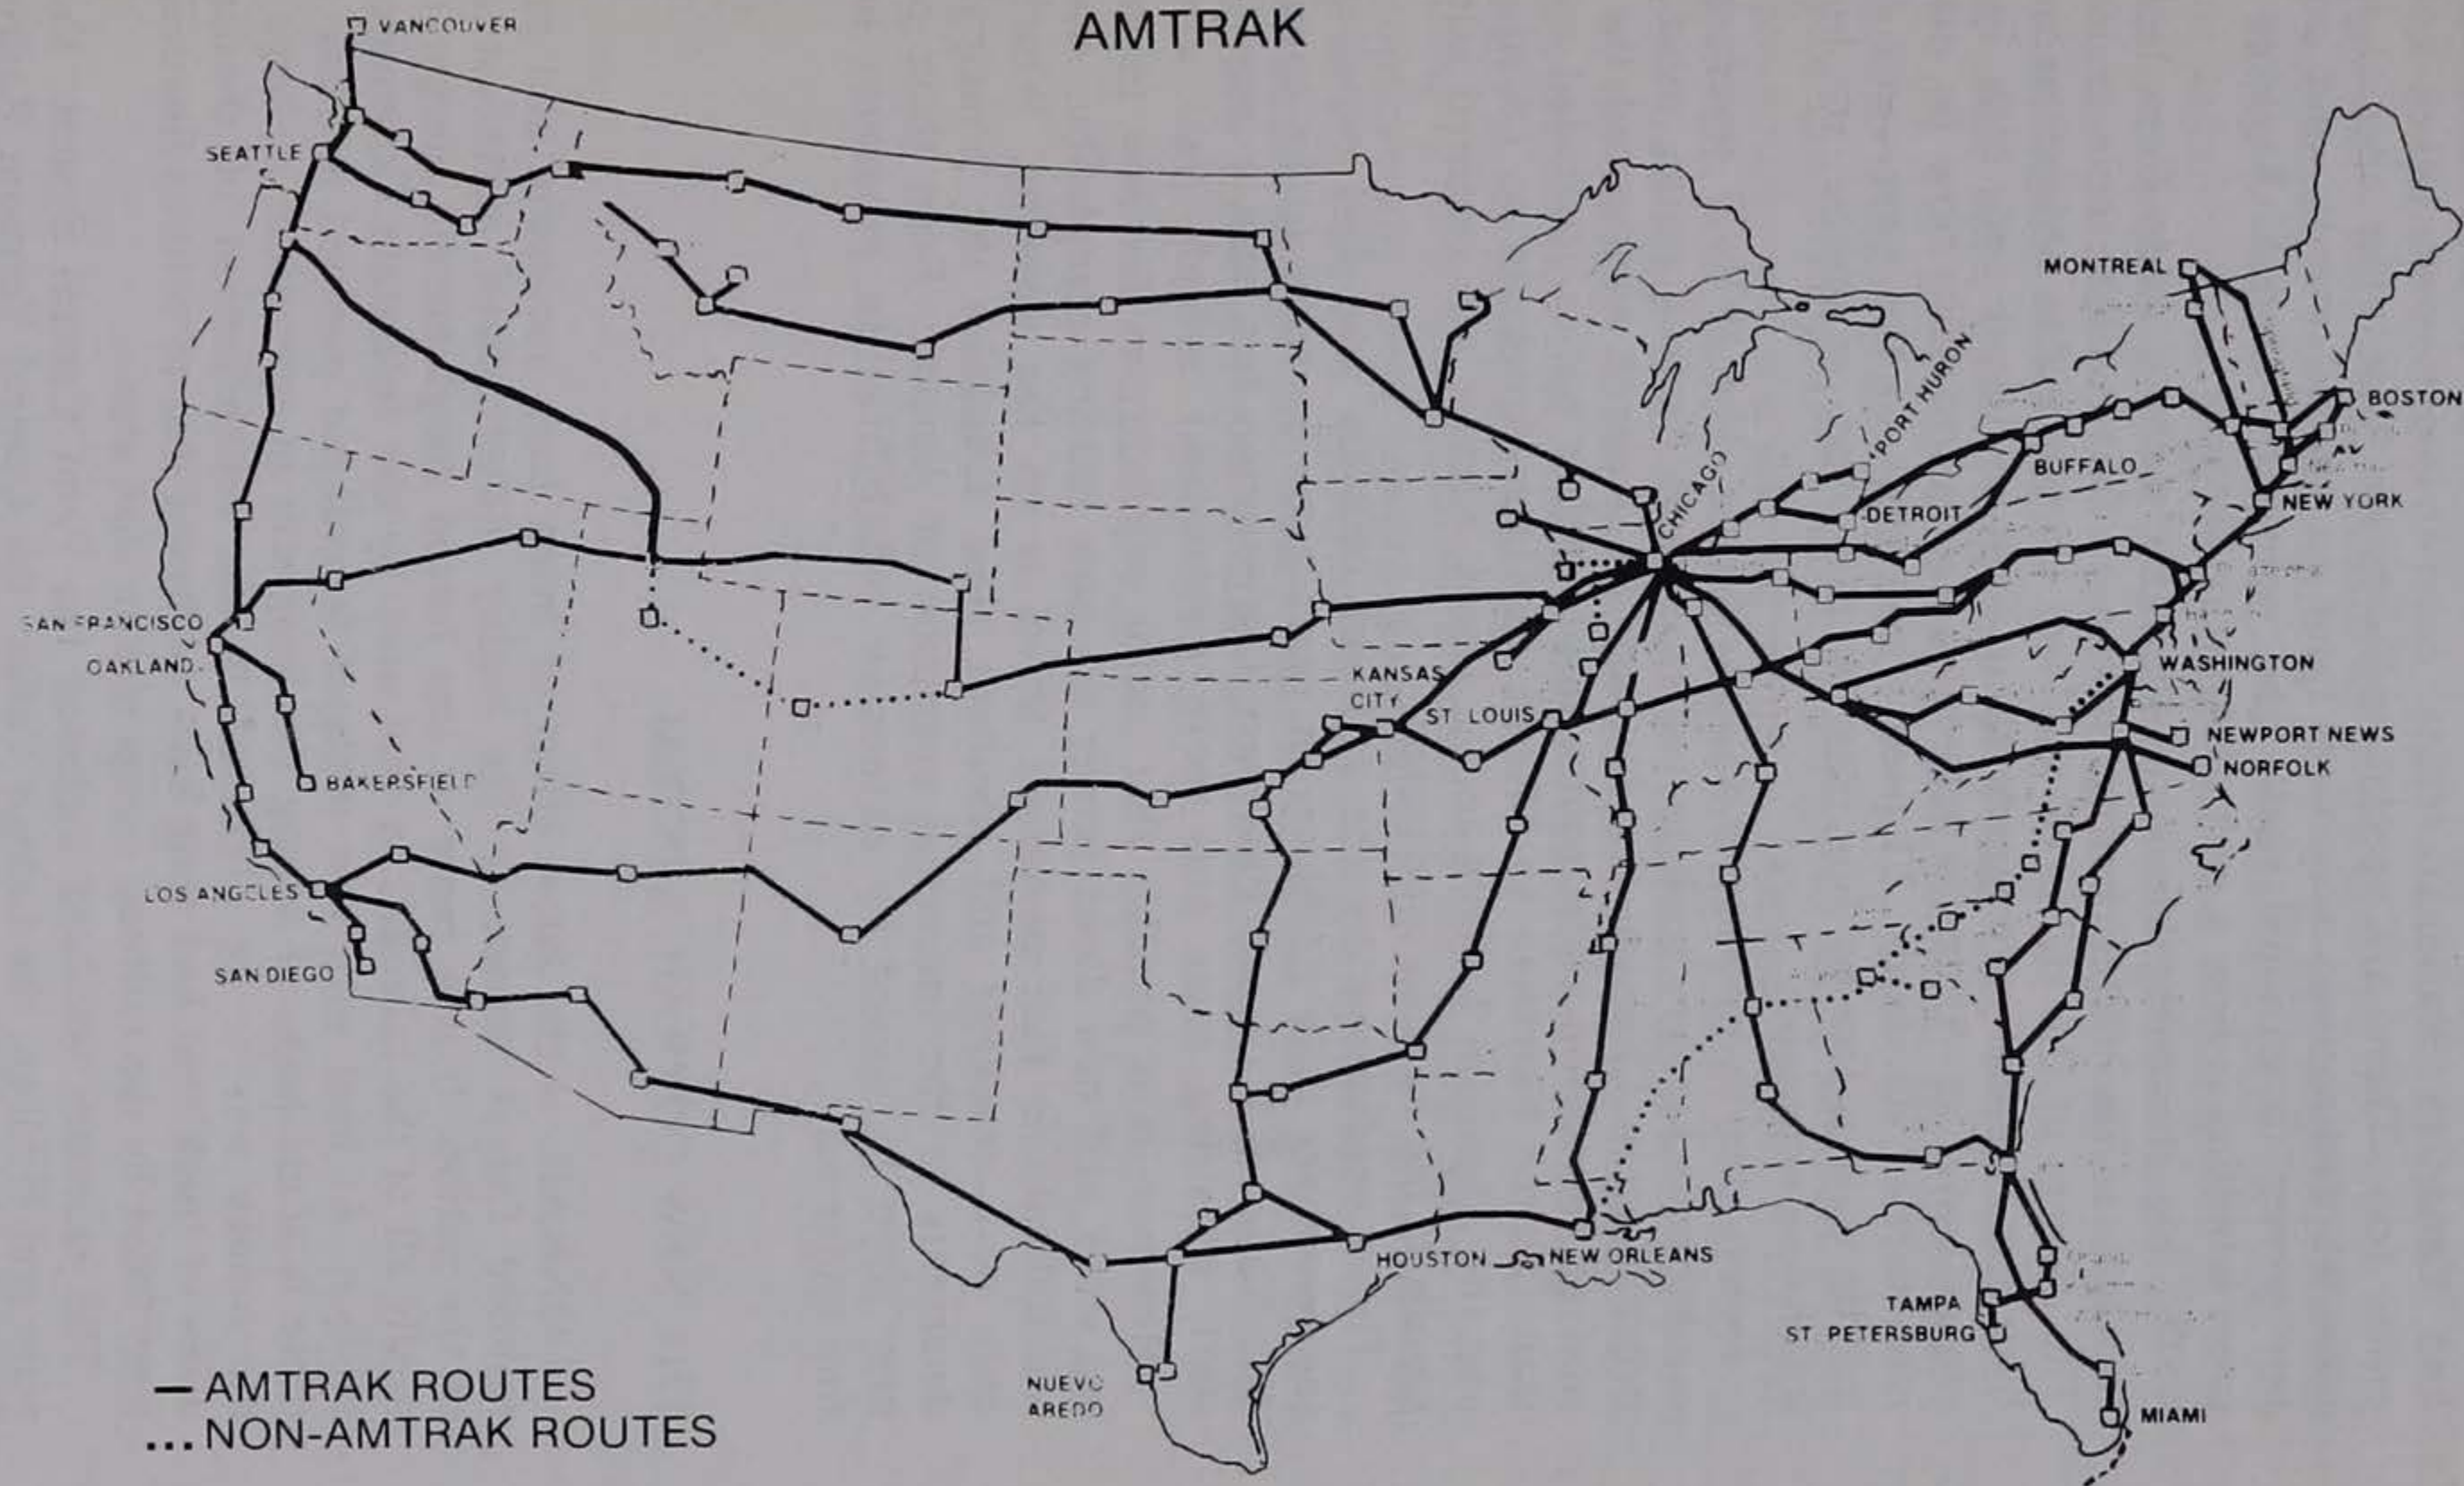 AMTRAK
VANCOUVER
SEATTLE
MONTREAL
PORT HURON
BOSTON
BUFFALO
CHICAGO
NEW YORK
DETROIT
SAN FRANCISCO
OAKLAND
KANSAS
CITY
ST LOUIS
WASHINGTON
NEWPORT NEWS
NORFOLK
BAKERSFIELD
LOS ANGELES
SAN DIEGO
HOUSTON
NEW ORLEANS
TAMPA
ST PETERSBURG
NUEVO
AREDO
MIAMI
— AMTRAK ROUTES
... NON-AMTRAK ROUTES